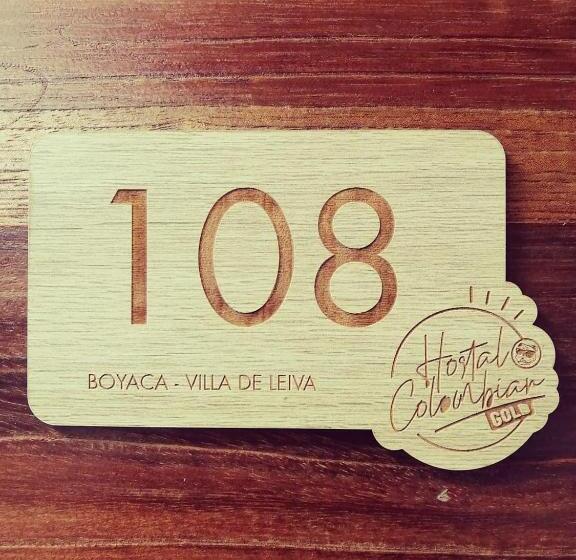 108
BOYACA - VILLA DE LEIVA
Hostal
Colombian
GOLD